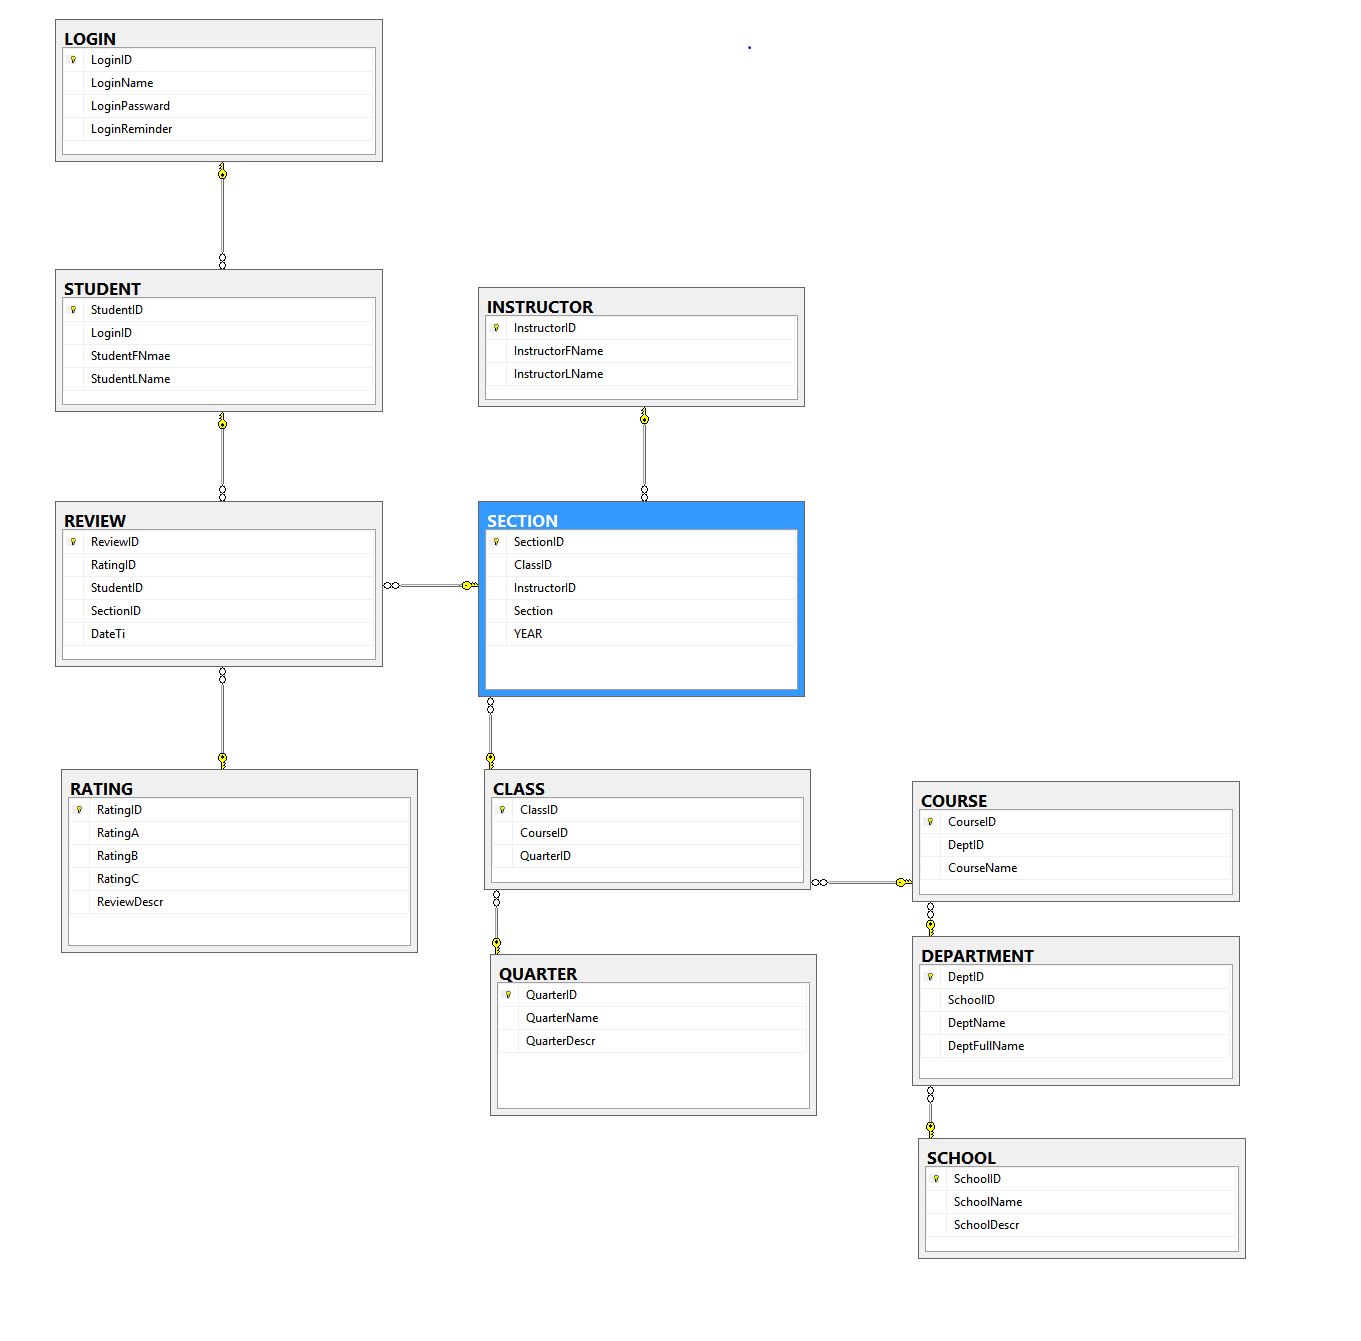 LOGIN
LoginID
LoginName
LoginPassward
LoginReminder
STUDENT
StudentID
LoginID
StudentFNmae
StudentLName
INSTRUCTOR
InstructorID
InstructorFName
InstructorLName
REVIEW
ReviewID
RatingID
StudentID
SectionID
DateTi
SECTION
SectionID
ClassID
InstructorID
Section
YEAR
RATING
RatingID
RatingA
RatingB
RatingC
ReviewDescr
CLASS
ClassID
CourseID
QuarterID
COURSE
CourseID
DeptID
CourseName
QUARTER
QuarterID
QuarterName
QuarterDescr
DEPARTMENT
DeptID
SchoolID
DeptName
DeptFullName
SCHOOL
SchoolID
SchoolName
SchoolDescr